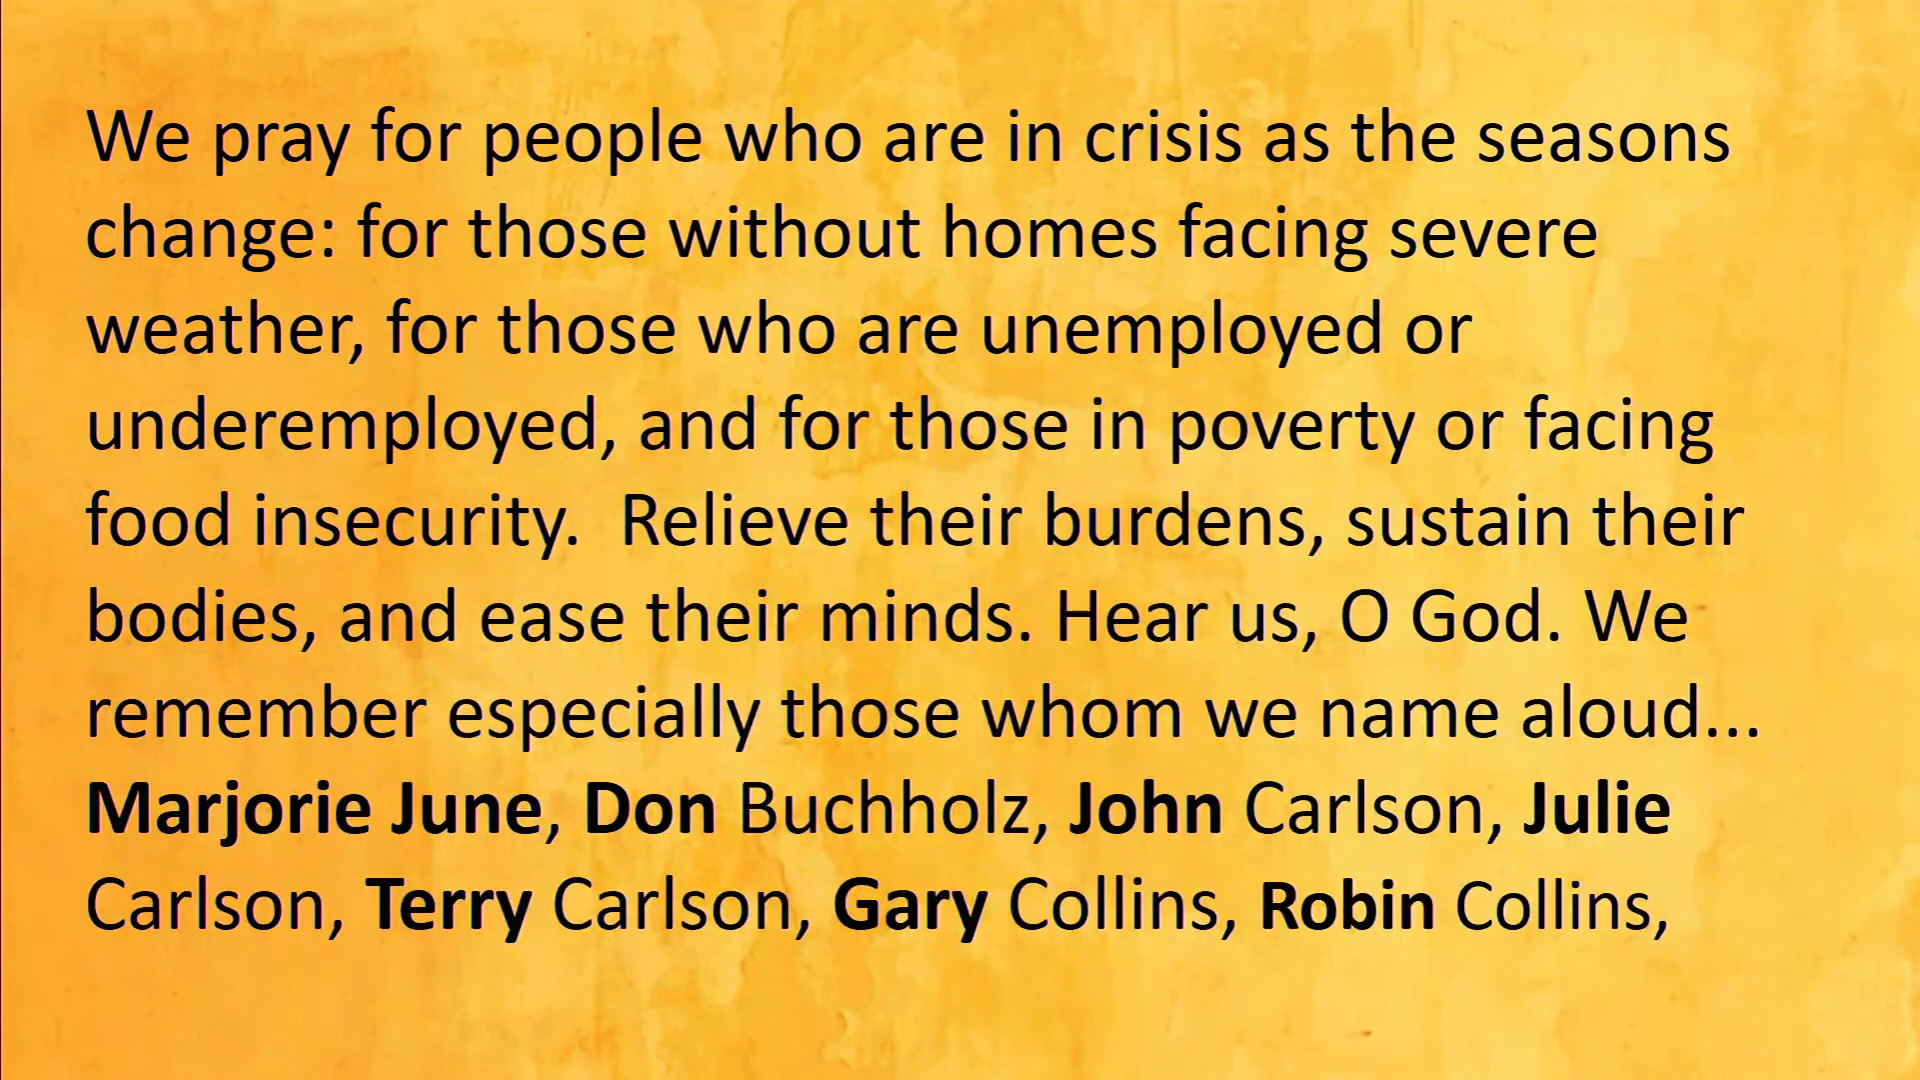 We pray for people who are in crisis as the seasons
change: for those without homes facing severe
weather, for those who are unemployed or
underemployed, and for those in poverty or facing
food insecurity.  Relieve their burdens, sustain their
bodies, and ease their minds. Hear us, O God. We
remember especially those whom we name aloud...
Marjorie June, Don Buchholz, John Carlson, Julie
Carlson, Terry Carlson, Gary Collins, Robin Collins,